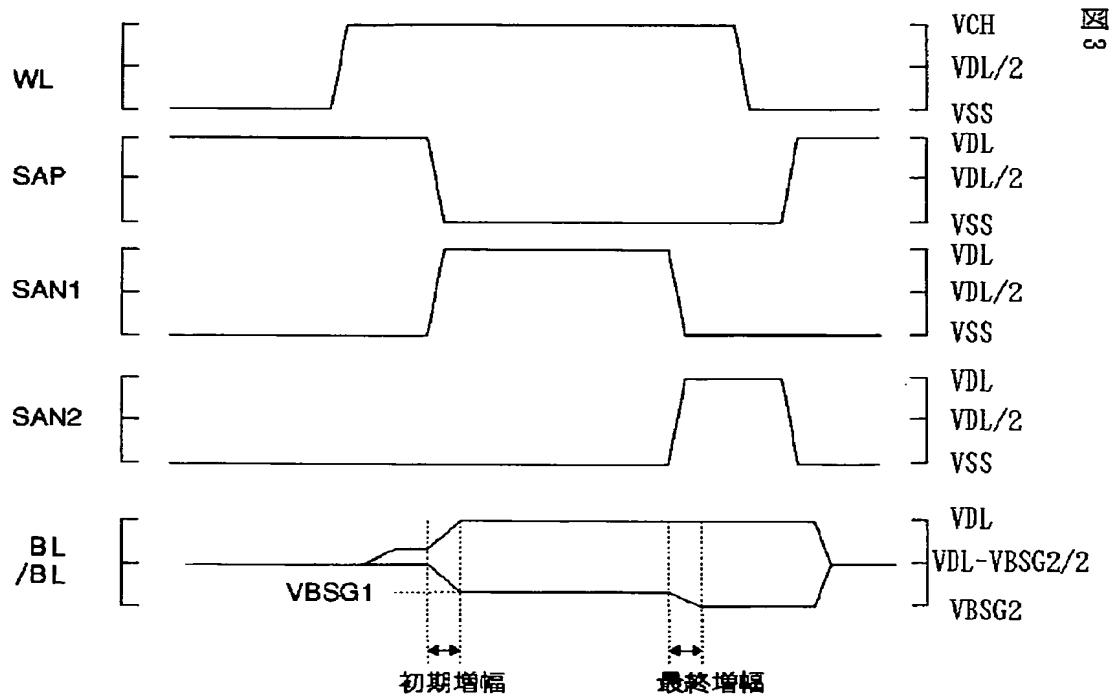 図3
WL
VCH
VDL/2
VSS
SAP
VDL
VDL/2
VSS
SAN1
VDL
VDL/2
VSS
SAN2
VDL
VDL/2
VSS
BL
/BL
VBSG1
VDL
VDL-VBSG2/2
VBSG2
初期増幅
最終増幅